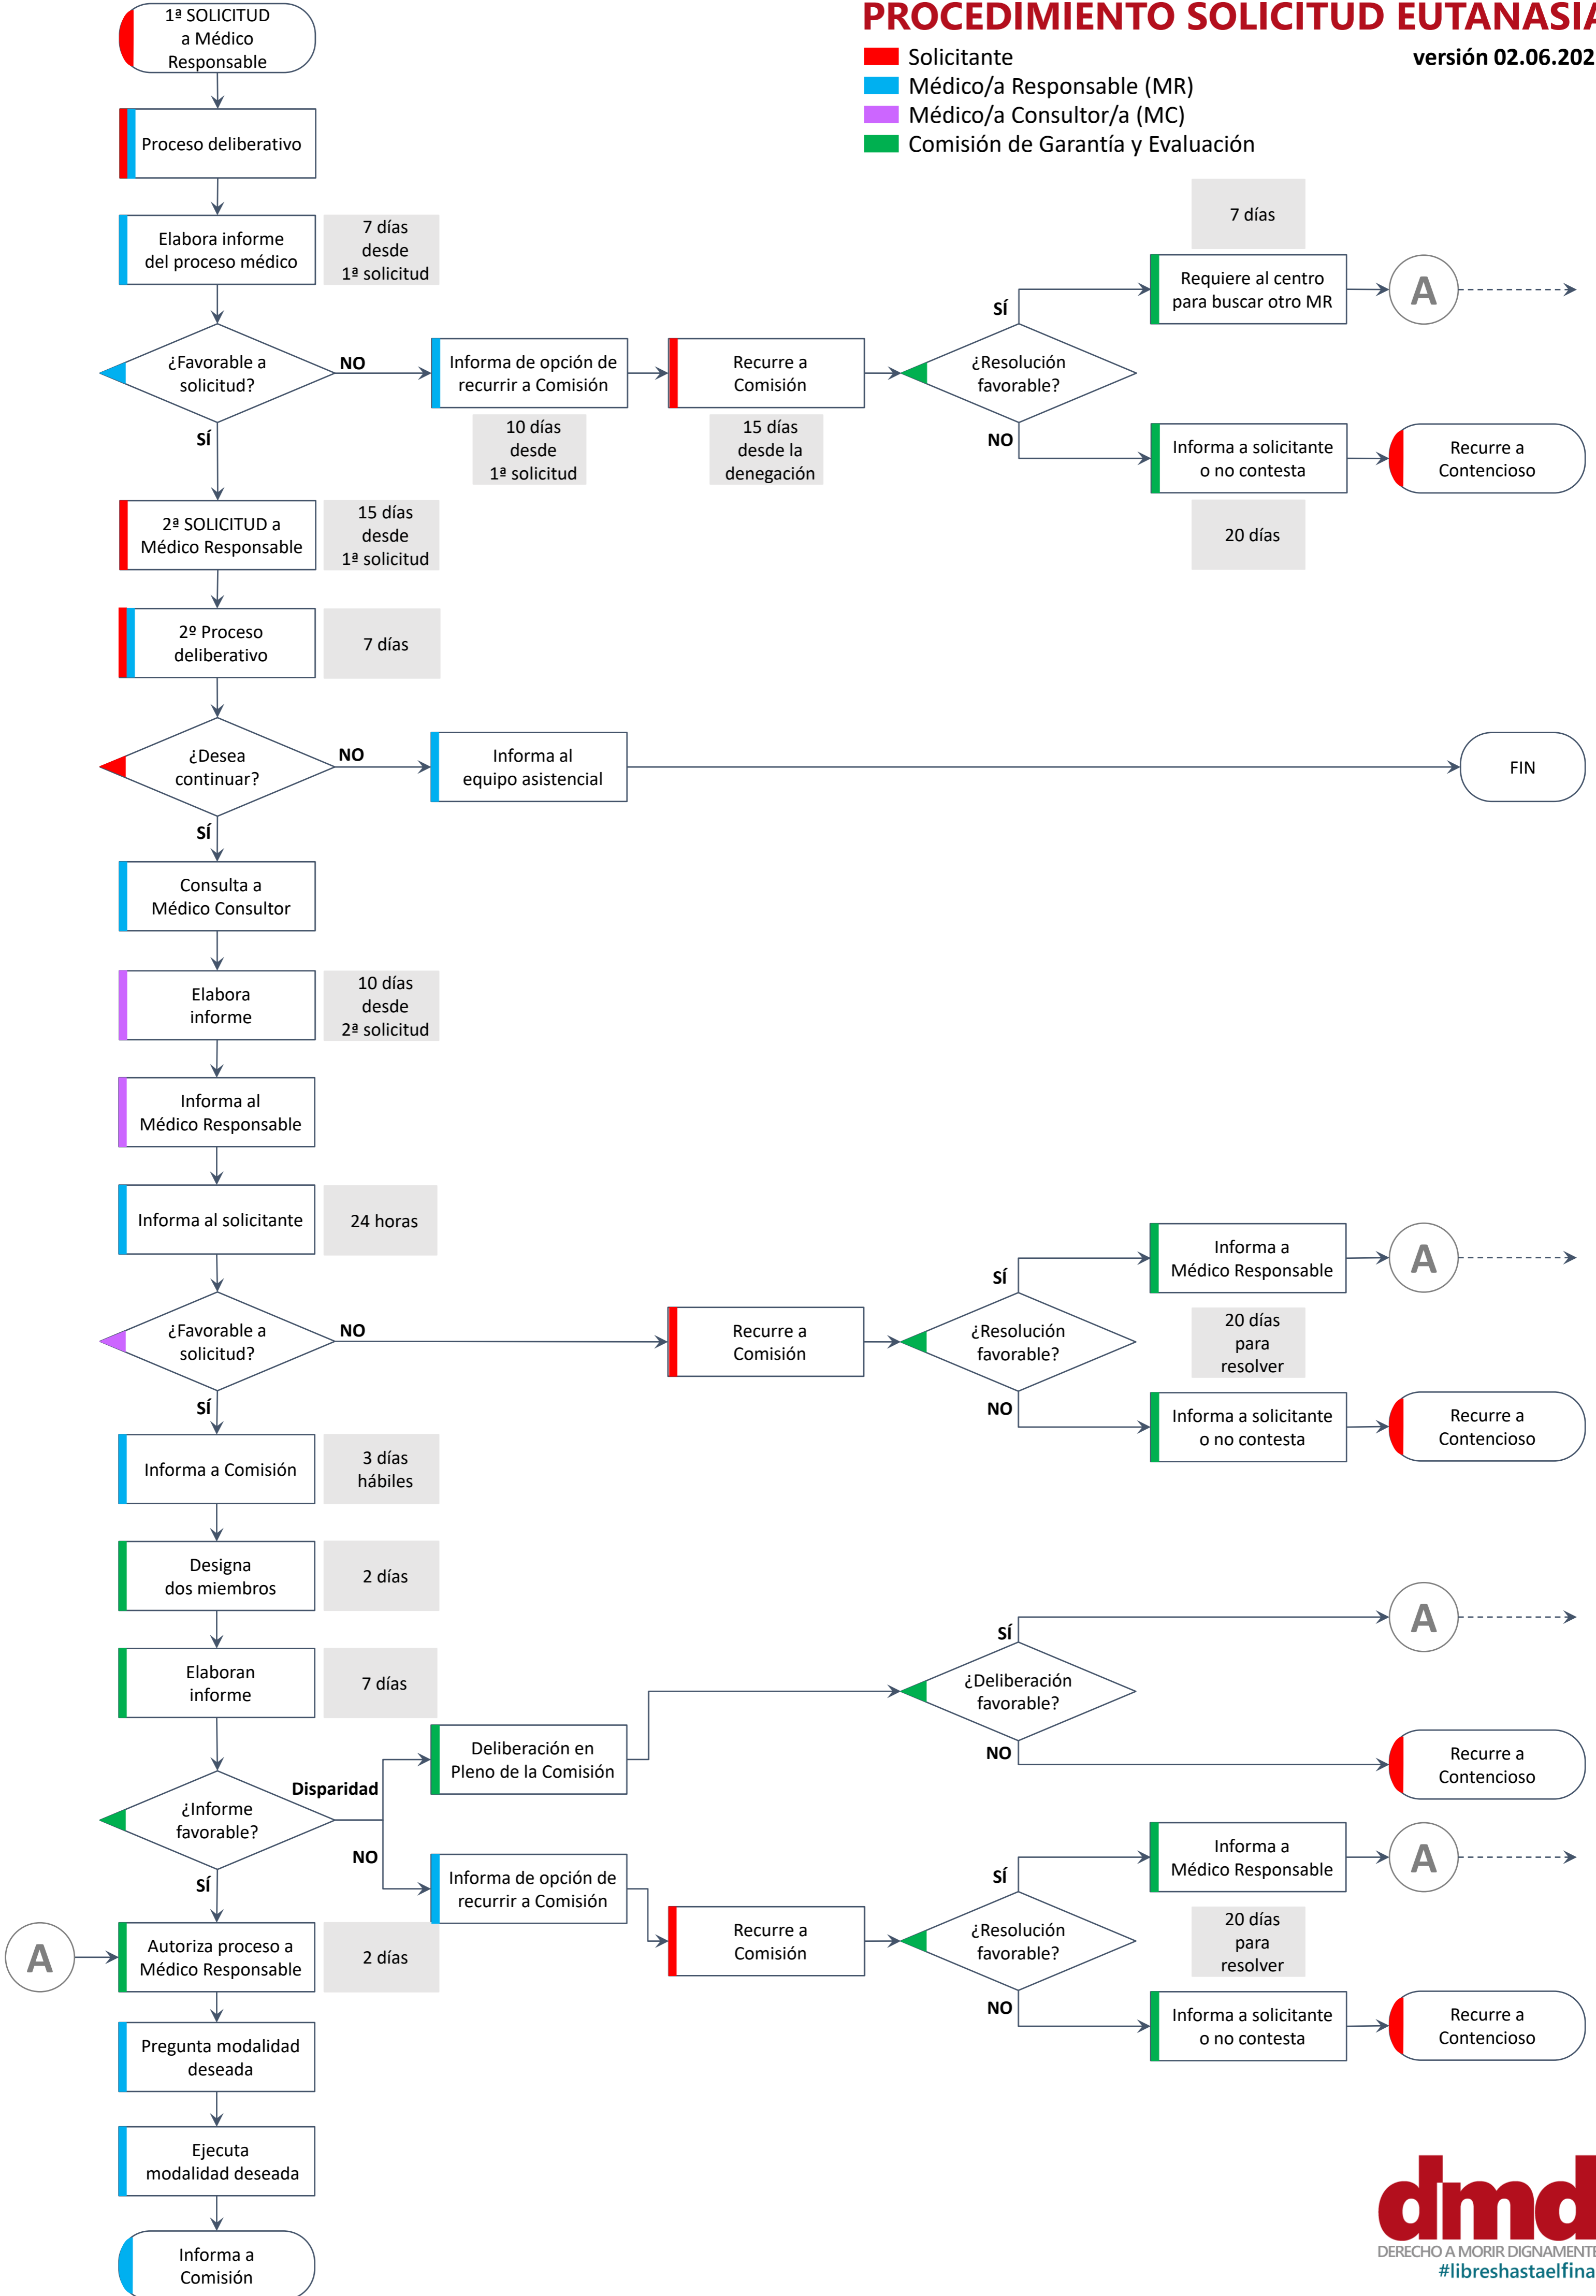 PROCEDIMIENTO SOLICITUD EUTANASIA
versión 02.06.202
Solicitante
Médico/a Responsable (MR)
Médico/a Consultor/a (MC)
Comisión de Garantía y Evaluación
1ª SOLICITUD
a Médico
Responsable
Proceso deliberativo
Elabora informe
del proceso médico
7 días
desde
1ª solicitud
¿Favorable a
solicitud?
NO
SÍ
Informa de opción de
recurrir a Comisión
10 días
desde
1ª solicitud
Recurre a
Comisión
15 días
desde la
denegación
¿Resolución
favorable?
SÍ
7 días
Requiere al centro
para buscar otro MR
A
NO
Informa a solicitante
o no contesta
20 días
Recurre a
Contencioso
2ª SOLICITUD a
Médico Responsable
15 días
desde
1ª solicitud
2º Proceso
deliberativo
7 días
¿Desea
continuar?
NO
Informa al
equipo asistencial
FIN
SÍ
Consulta a
Médico Consultor
Elabora
informe
10 días
desde
2ª solicitud
Informa al
Médico Responsable
Informa al solicitante
24 horas
¿Favorable a
solicitud?
NO
SÍ
Recurre a
Comisión
¿Resolución
favorable?
SÍ
Informa a
Médico Responsable
A
20 días
para
resolver
NO
Informa a solicitante
o no contesta
Recurre a
Contencioso
Informa a Comisión
3 días
hábiles
Designa
dos miembros
2 días
Elaboran
informe
7 días
¿Informe
favorable?
Disparidad
Deliberación en
Pleno de la Comisión
¿Deliberación
favorable?
SÍ
A
NO
Recurre a
Contencioso
NO
Informa de opción de
recurrir a Comisión
Recurre a
Comisión
¿Resolución
favorable?
SÍ
Informa a
Médico Responsable
A
20 días
para
resolver
NO
Informa a solicitante
o no contesta
Recurre a
Contencioso
SÍ
A
Autoriza proceso a
Médico Responsable
2 días
Pregunta modalidad
deseada
Ejecuta
modalidad deseada
Informa a
Comisión
dmd
DERECHO A MORIR DIGNAMENTE
#libreshastaelfina